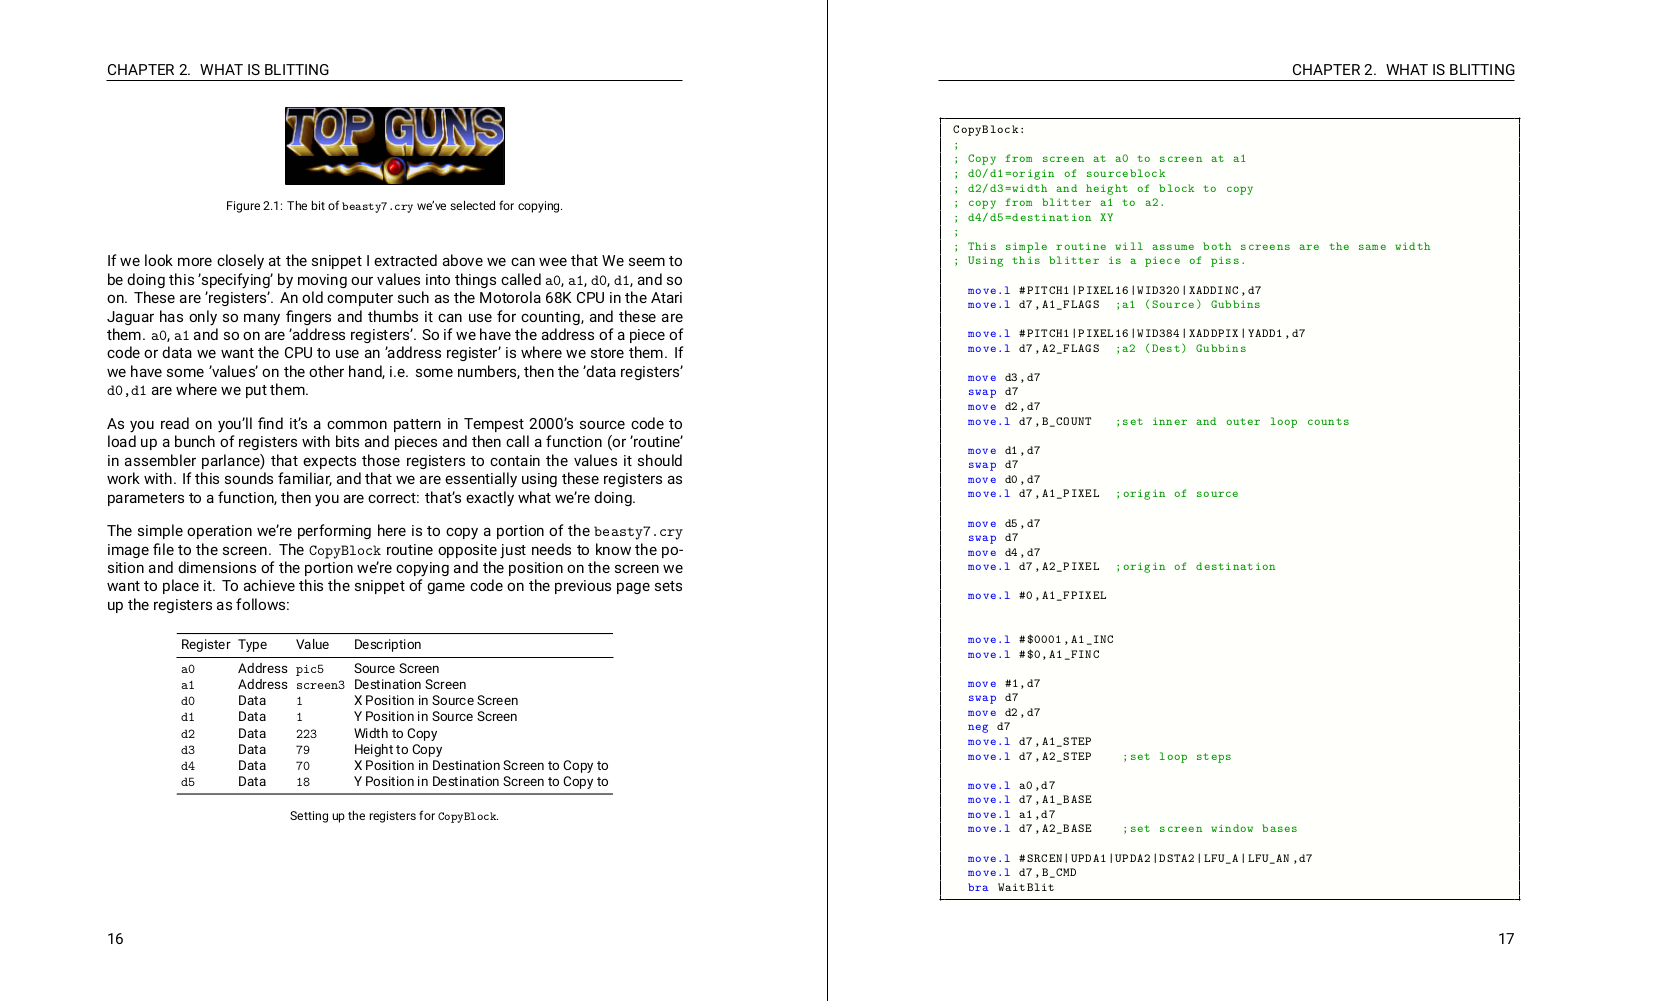 CHAPTER 2. WHAT IS BLITTING
TOP GUNS
Figure 2.1: The bit of beasty7.cry we've selected for copying.
If we look more closely at the snippet I extracted above we can wee that We seem to
be doing this 'specifying' by moving our values into things called a0, a1, d0, d1, and so
on. These are 'registers'. An old computer such as the Motorola 68K CPU in the Atari
Jaguar has only so many fingers and thumbs it can use for counting, and these are
them. a0, a1 and so on are 'address registers'. So if we have the address of a piece of
code or data we want the CPU to use an 'address register' is where we store them. If
we have some 'values' on the other hand, i.e. some numbers, then the 'data registers'
d0,d1 are where we put them.
As you read on you'll find it's a common pattern in Tempest 2000's source code to
load up a bunch of registers with bits and pieces and then call a function (or 'routine'
in assembler parlance) that expects those registers to contain the values it should
work with. If this sounds familiar, and that we are essentially using these registers as
parameters to a function, then you are correct: that's exactly what we're doing.
The simple operation we're performing here is to copy a portion of the beasty7.cry
image file to the screen. The CopyBlock routine opposite just needs to know the po-
sition and dimensions of the portion we're copying and the position on the screen we
want to place it. To achieve this the snippet of game code on the previous page sets
up the registers as follows:
Register Type Value Description
a0 Address pic5 Source Screen
a1 Address screen3 Destination Screen
d0 Data 1 X Position in Source Screen
d1 Data 1 Y Position in Source Screen
d2 Data 223 Width to Copy
d3 Data 79 Height to Copy
d4 Data 70 X Position in Destination Screen to Copy to
d5 Data 18 Y Position in Destination Screen to Copy to
Setting up the registers for CopyBlock.
16
CHAPTER 2. WHAT IS BLITTING
CopyBlock:
;
; Copy from screen at a0 to screen at a1
; d0/d1=origin of sourceblock
; d2/d3=width and height of block to copy
; copy from blitter a1 to a2.
; d4/d5=destination XY
;
; This simple routine will assume both screens are the same width
; Using this blitter is a piece of piss.
move.l #PITCH1|PIXEL16|WID320|XADDINC,d7
move.l d7,A1_FLAGS ;a1 (Source) Gubbins
move.l #PITCH1|PIXEL16|WID384|XADDPIX|YADD1,d7
move.l d7,A2_FLAGS ;a2 (Dest) Gubbins
move d3,d7
swap d7
move d2,d7
move.l d7,B_COUNT ;set inner and outer loop counts
move d1,d7
swap d7
move d0,d7
move.l d7,A1_PIXEL ;origin of source
move d5,d7
swap d7
move d4,d7
move.l d7,A2_PIXEL ;origin of destination
move.l #0,A1_FPIXEL
move.l #$0001,A1_INC
move.l #$0,A1_FINC
move #1,d7
swap d7
move d2,d7
neg d7
move.l d7,A1_STEP
move.l d7,A2_STEP ;set loop steps
move.l a0,d7
move.l d7,A1_BASE
move.l a1,d7
move.l d7,A2_BASE ;set screen window bases
move.l #SRCEN|UPDA1|UPDA2|DSTA2|LFU_A|LFU_AN,d7
move.l d7,B_CMD
bra WaitBlit
17